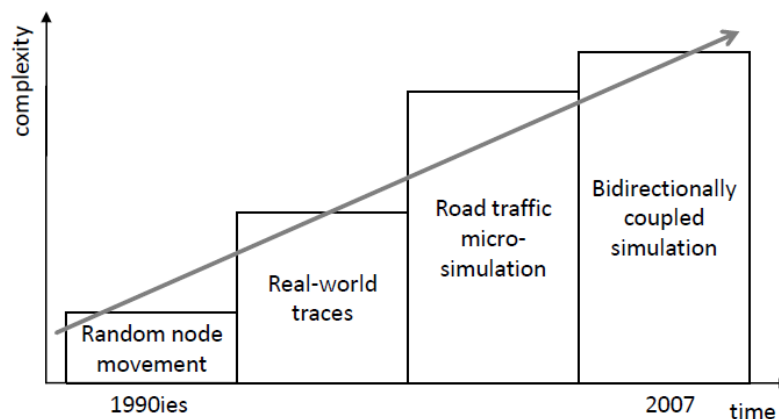 complexity
Random node
movement
Real-world
traces
Road traffic
micro-
simulation
Bidirectionally
coupled
simulation
1990ies
2007
time